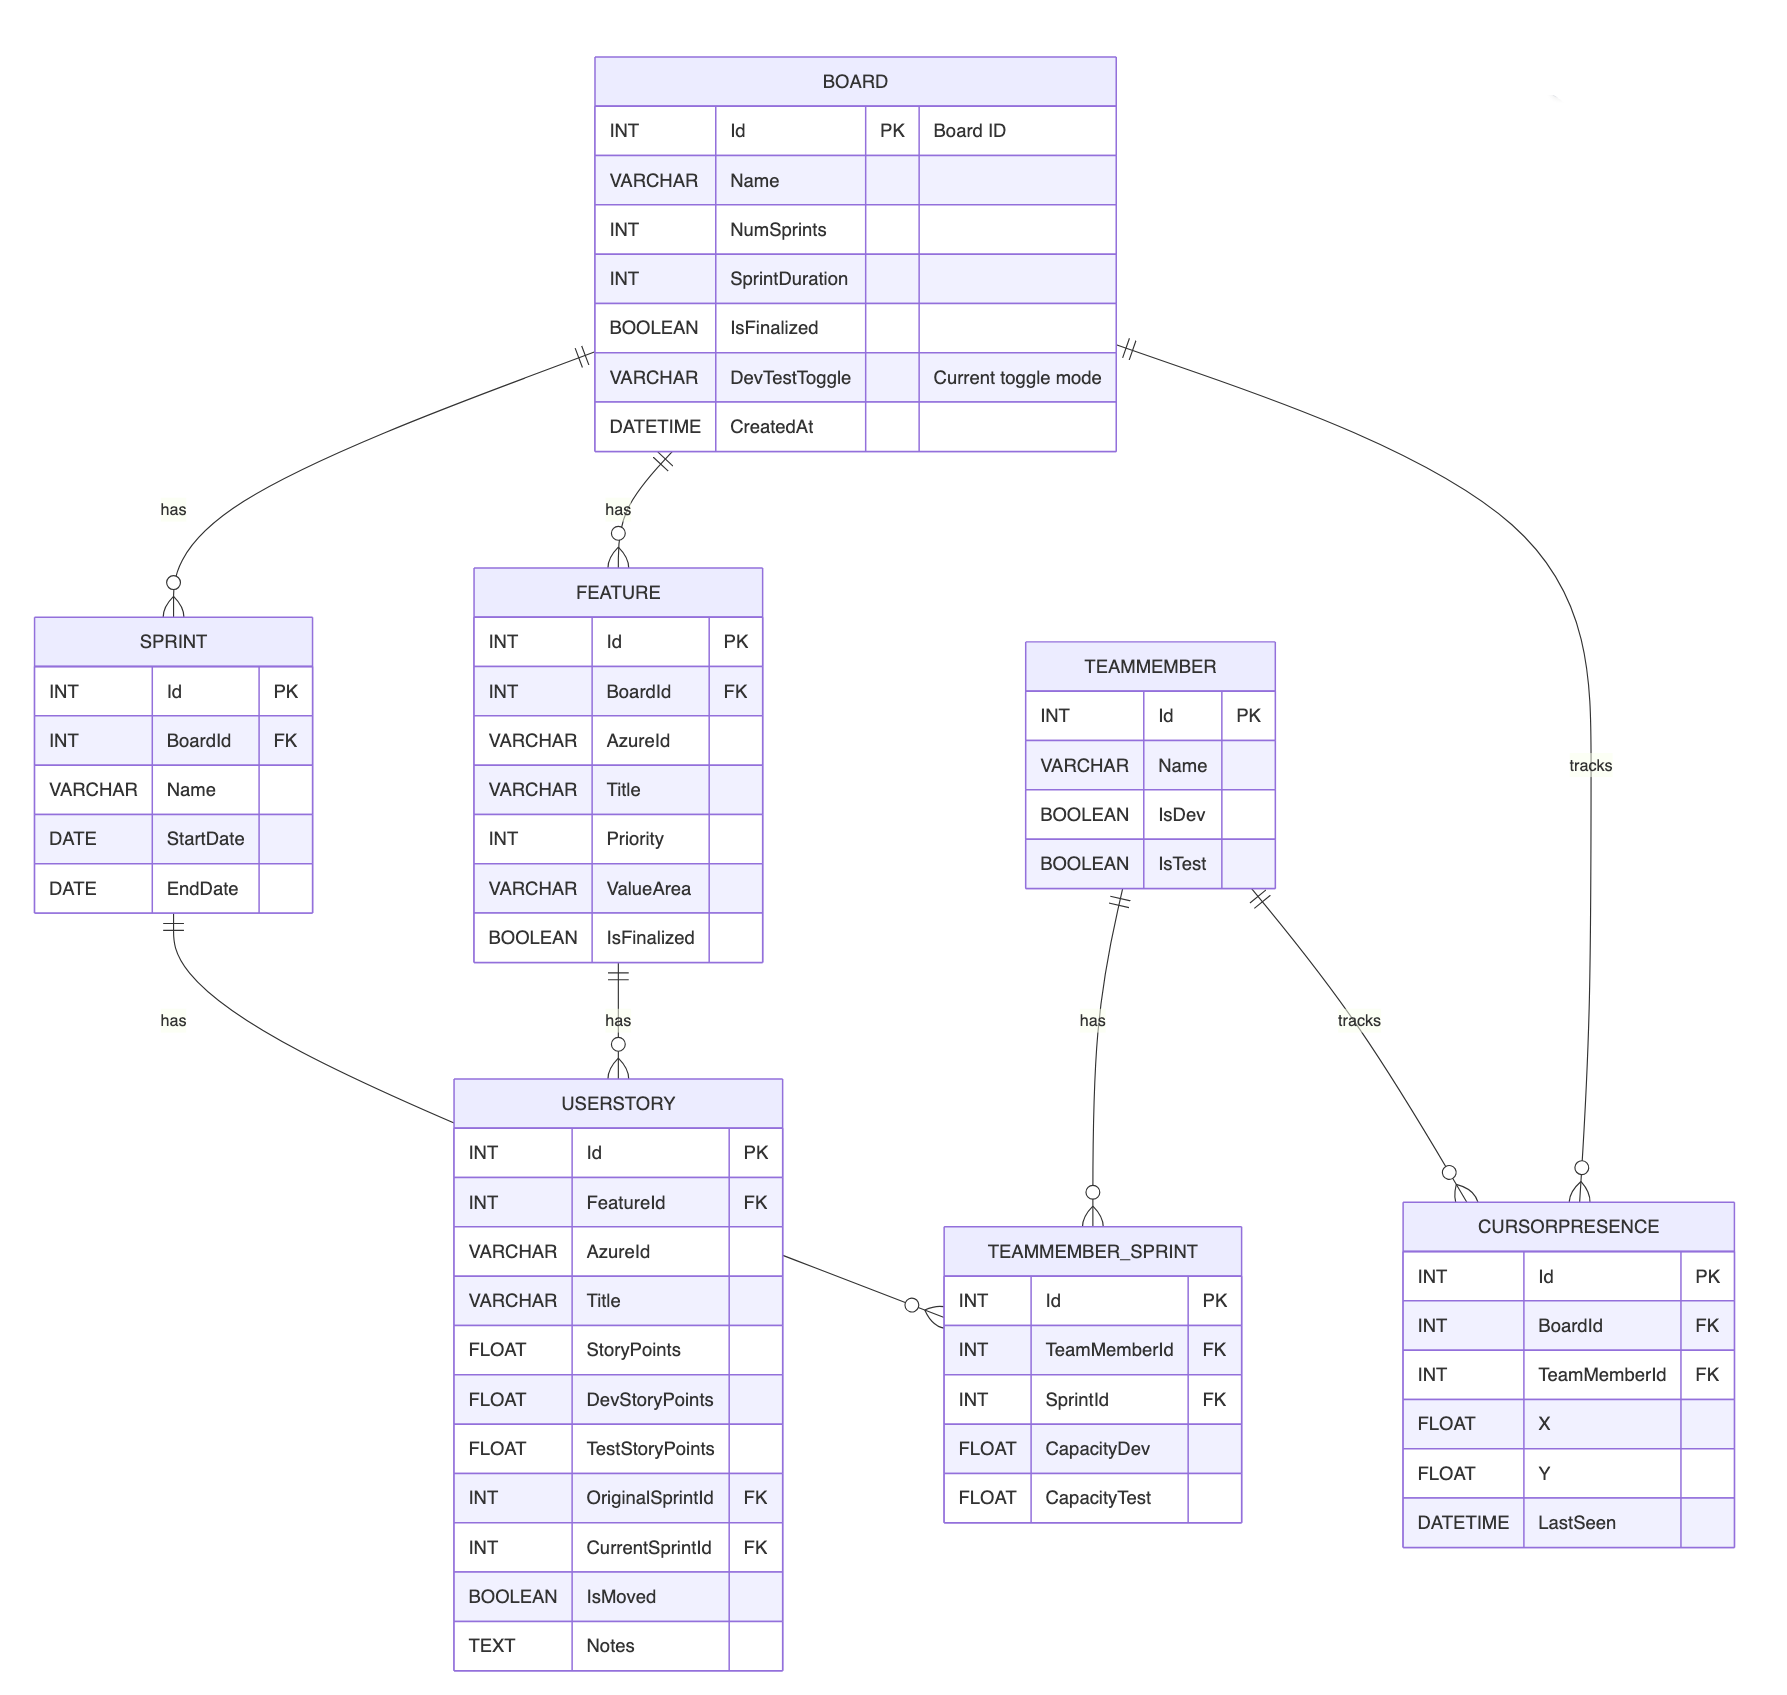 BOARD
INT Id PK Board ID
VARCHAR Name
INT NumSprints
INT SprintDuration
BOOLEAN IsFinalized
VARCHAR DevTestToggle Current toggle mode
DATETIME CreatedAt
has
has
tracks
SPRINT
INT Id PK
INT BoardId FK
VARCHAR Name
DATE StartDate
DATE EndDate
FEATURE
INT Id PK
INT BoardId FK
VARCHAR AzureId
VARCHAR Title
INT Priority
VARCHAR ValueArea
BOOLEAN IsFinalized
TEAMMEMBER
INT Id PK
VARCHAR Name
BOOLEAN IsDev
BOOLEAN IsTest
has
has
has
tracks
USERSTORY
INT Id PK
INT FeatureId FK
VARCHAR AzureId
VARCHAR Title
FLOAT StoryPoints
FLOAT DevStoryPoints
FLOAT TestStoryPoints
INT OriginalSprintId FK
INT CurrentSprintId FK
BOOLEAN IsMoved
TEXT Notes
TEAMMEMBER_SPRINT
INT Id PK
INT TeamMemberId FK
INT SprintId FK
FLOAT CapacityDev
FLOAT CapacityTest
CURSORPRESENCE
INT Id PK
INT BoardId FK
INT TeamMemberId FK
FLOAT X
FLOAT Y
DATETIME LastSeen